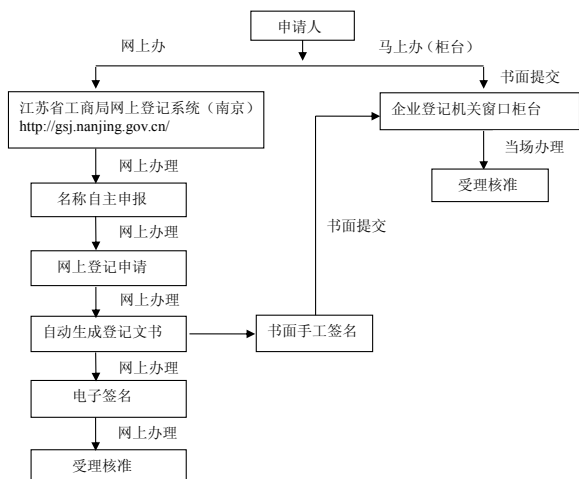 申请人
网上办
马上办（柜台）
书面提交
江苏省工商局网上登记系统（南京）
http://gsj.nanjing.gov.cn/
企业登记机关窗口柜台
网上办理
当场办理
名称自主申报
受理核准
网上办理
书面提交
网上登记申请
网上办理
自动生成登记文书
书面手工签名
网上办理
电子签名
网上办理
受理核准